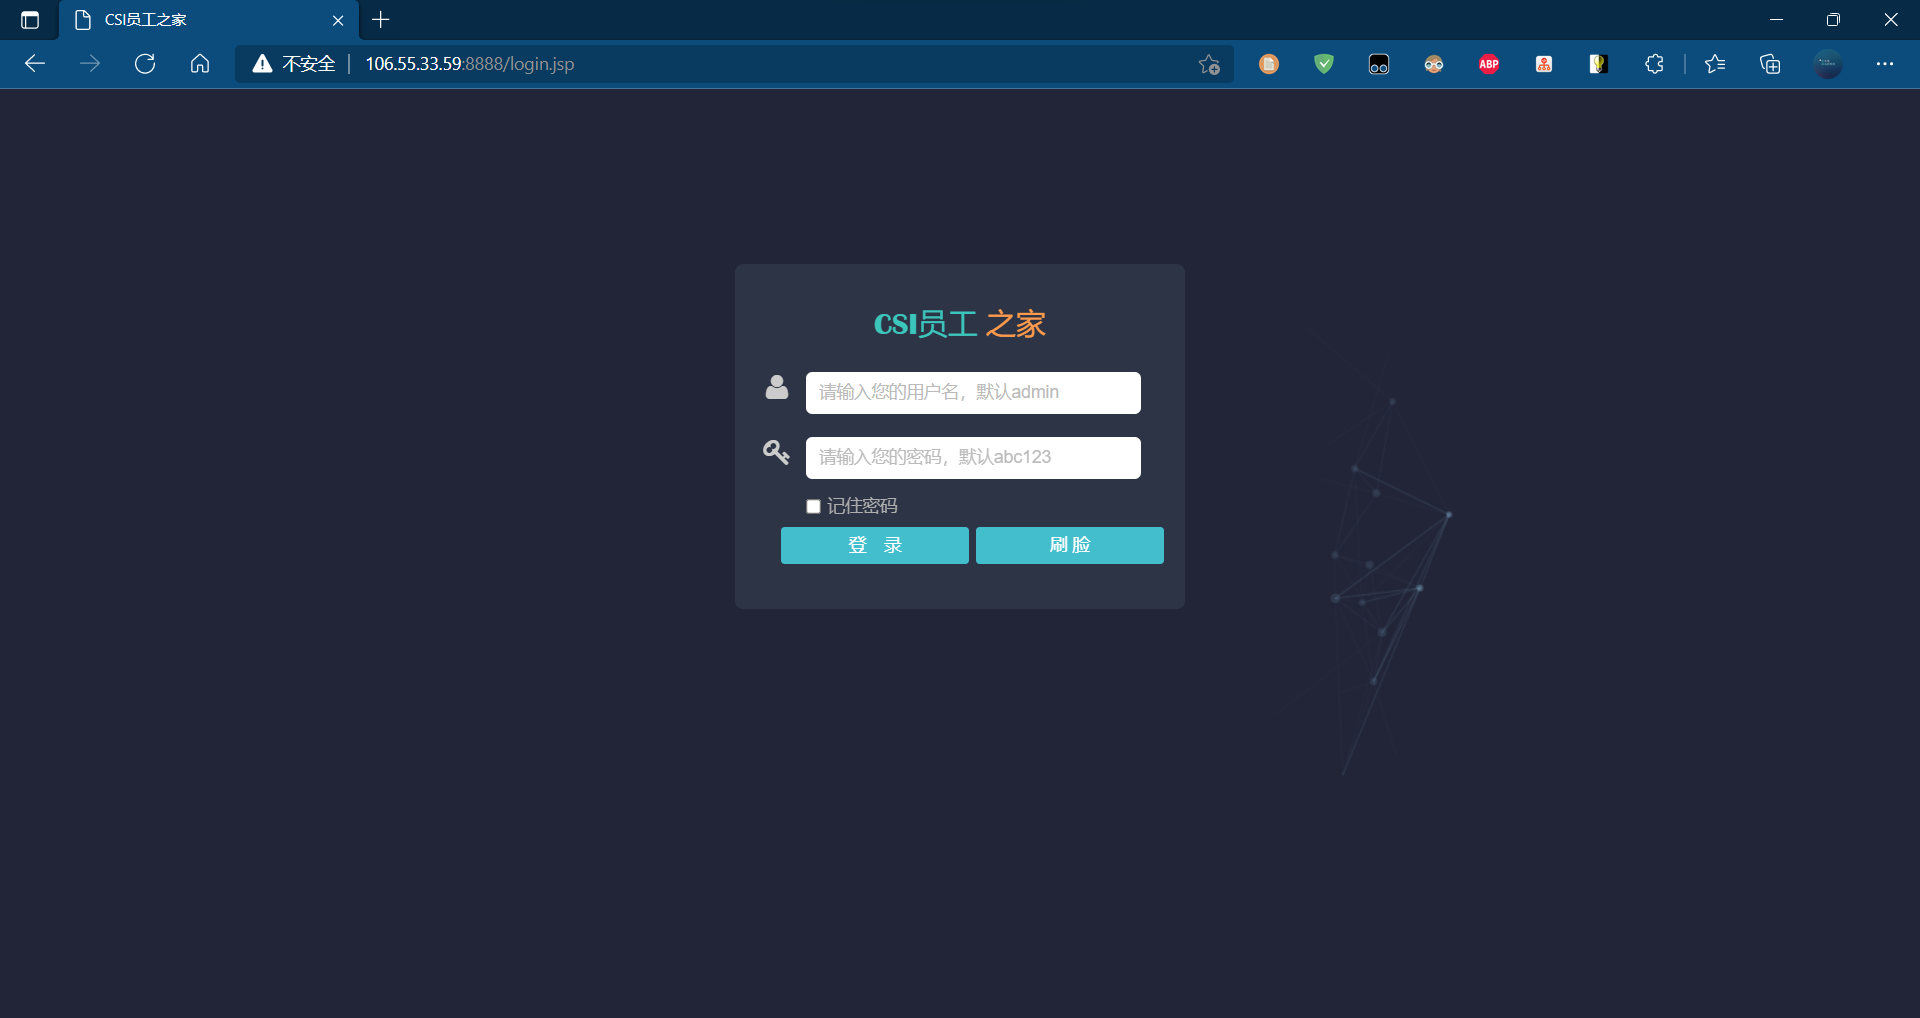 CSI员工之家
不安全 106.55.33.59:8888/login.jsp
ABP
CSI员工 之家
请输入您的用户名，默认admin
请输入您的密码，默认abc123
记住密码
登 录 刷脸